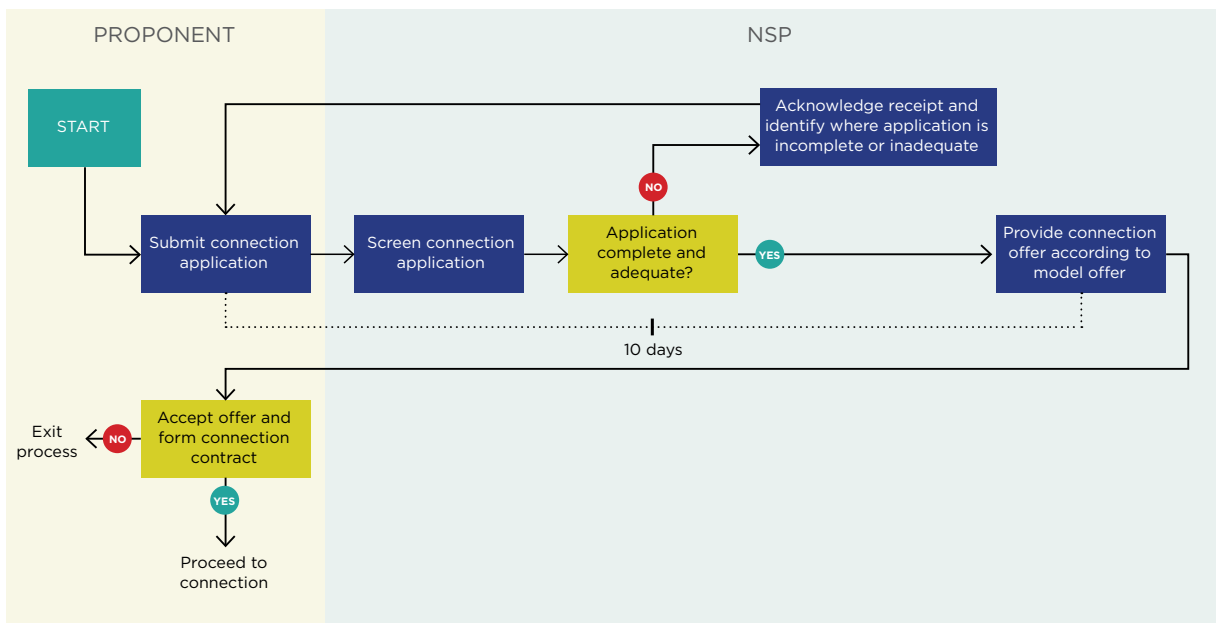 PROPONENT
NSP
START
Acknowledge receipt and
identify where application is
incomplete or inadequate
NO
Submit connection
application
Screen connection
application
Application
complete and
adequate?
YES
Provide connection
offer according to
model offer
10 days
Accept offer and
form connection
contract
NO
Exit
process
YES
Proceed to
connection